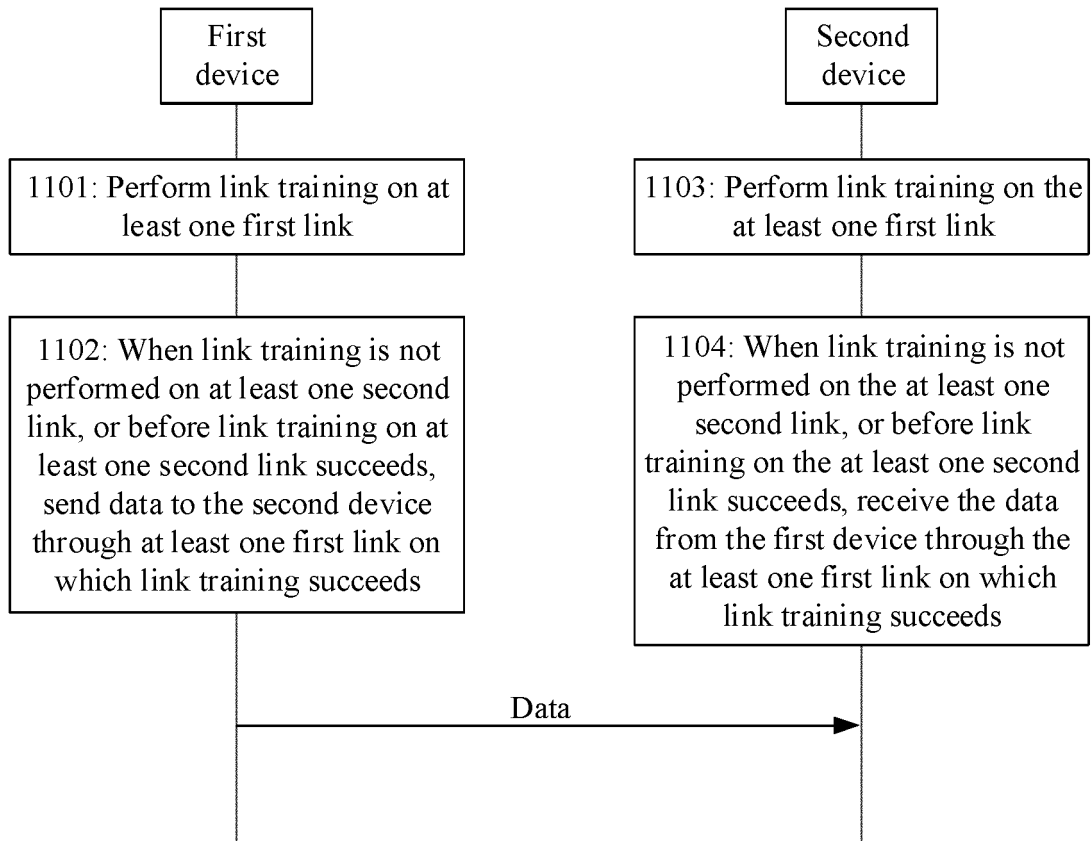 First
device
Second
device
1101: Perform link training on at
least one first link
1103: Perform link training on the
at least one first link
1102: When link training is not
performed on at least one second
link, or before link training on at
least one second link succeeds,
send data to the second device
through at least one first link on
which link training succeeds
1104: When link training is not
performed on the at least one
second link, or before link
training on the at least one second
link succeeds, receive the data
from the first device through the
at least one first link on which
link training succeeds
Data